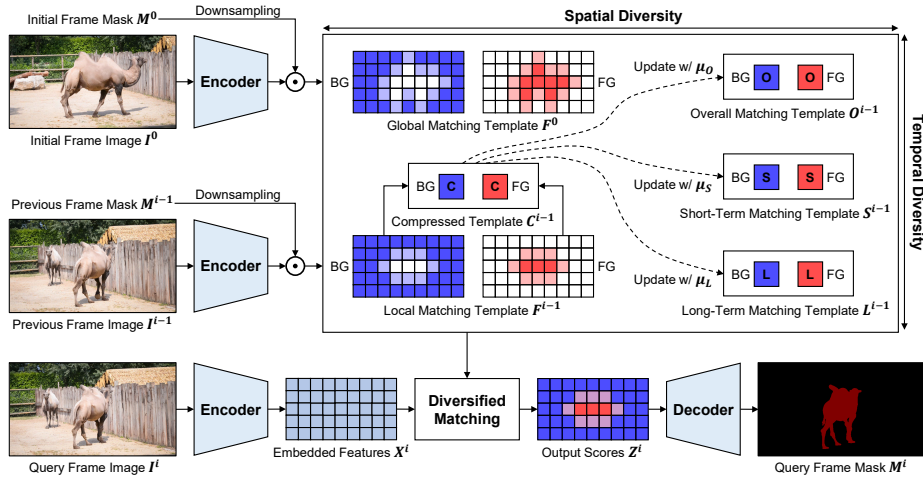 Initial Frame Mask M⁰
Downsampling
Encoder
Initial Frame Image I⁰
Spatial Diversity
Temporal Diversity
BG
FG
Global Matching Template F⁰
Update w/ μ_O
BG O O FG
Overall Matching Template O^{i−1}
BG C C FG
Compressed Template C^{i−1}
Update w/ μ_S
BG S S FG
Short-Term Matching Template S^{i−1}
Previous Frame Mask M^{i−1}
Downsampling
Encoder
Previous Frame Image I^{i−1}
BG
FG
Local Matching Template F^{i−1}
Update w/ μ_L
BG L L FG
Long-Term Matching Template L^{i−1}
Encoder
Query Frame Image I^i
Embedded Features X^i
Diversified
Matching
Output Scores Z^i
Decoder
Query Frame Mask M^i